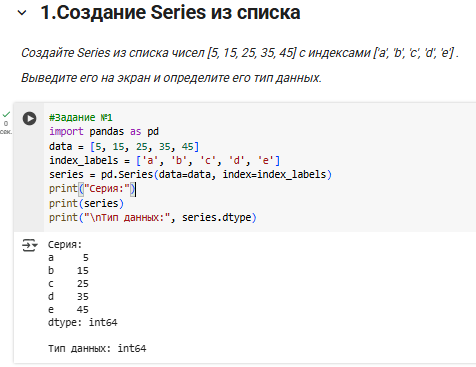 1.Создание Series из списка
Создайте Series из списка чисел [5, 15, 25, 35, 45] с индексами ['a', 'b', 'c', 'd', 'e'] .
Выведите его на экран и определите его тип данных.
#Задание №1
import pandas as pd
data = [5, 15, 25, 35, 45]
index_labels = ['a', 'b', 'c', 'd', 'e']
series = pd.Series(data=data, index=index_labels)
print("Серия:")
print(series)
print("\nТип данных:", series.dtype)
0
сек.
Серия:
a     5
b    15
c    25
d    35
e    45
dtype: int64
Тип данных: int64